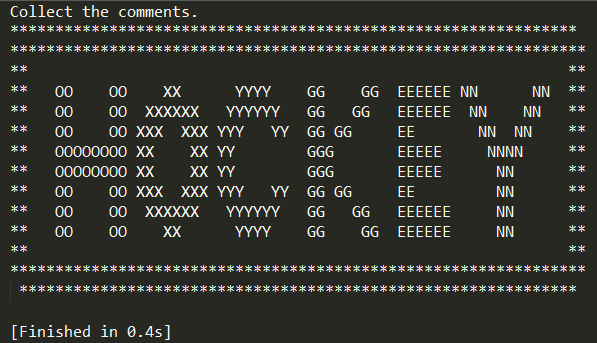 Collect the comments.
***************************************************************
****************************************************************
**                                                            **
**   OO    OO    XX      YYYY    GG    GG  EEEEEE NN      NN  **
**   OO    OO  XXXXXX   YYYYYY   GG   GG   EEEEEE  NN    NN   **
**   OO    OO XXX  XXX YYY   YY  GG GG     EE       NN  NN    **
**   OOOOOOOO XX    XX YY        GGG       EEEEE     NNNN     **
**   OOOOOOOO XX    XX YY        GGG       EEEEE      NN      **
**   OO    OO XXX  XXX YYY   YY  GG GG     EE         NN      **
**   OO    OO  XXXXXX   YYYYYY   GG   GG   EEEEEE     NN      **
**   OO    OO    XX      YYYY    GG    GG  EEEEEE     NN      **
**                                                            **
****************************************************************
 **************************************************************
[Finished in 0.4s]